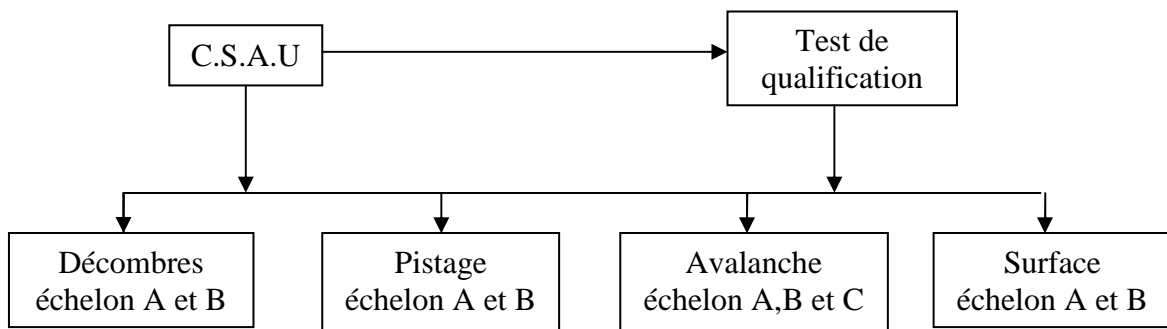 C.S.A.U
Test de
qualification
Décombres
échelon A et B
Pistage
échelon A et B
Avalanche
échelon A,B et C
Surface
échelon A et B